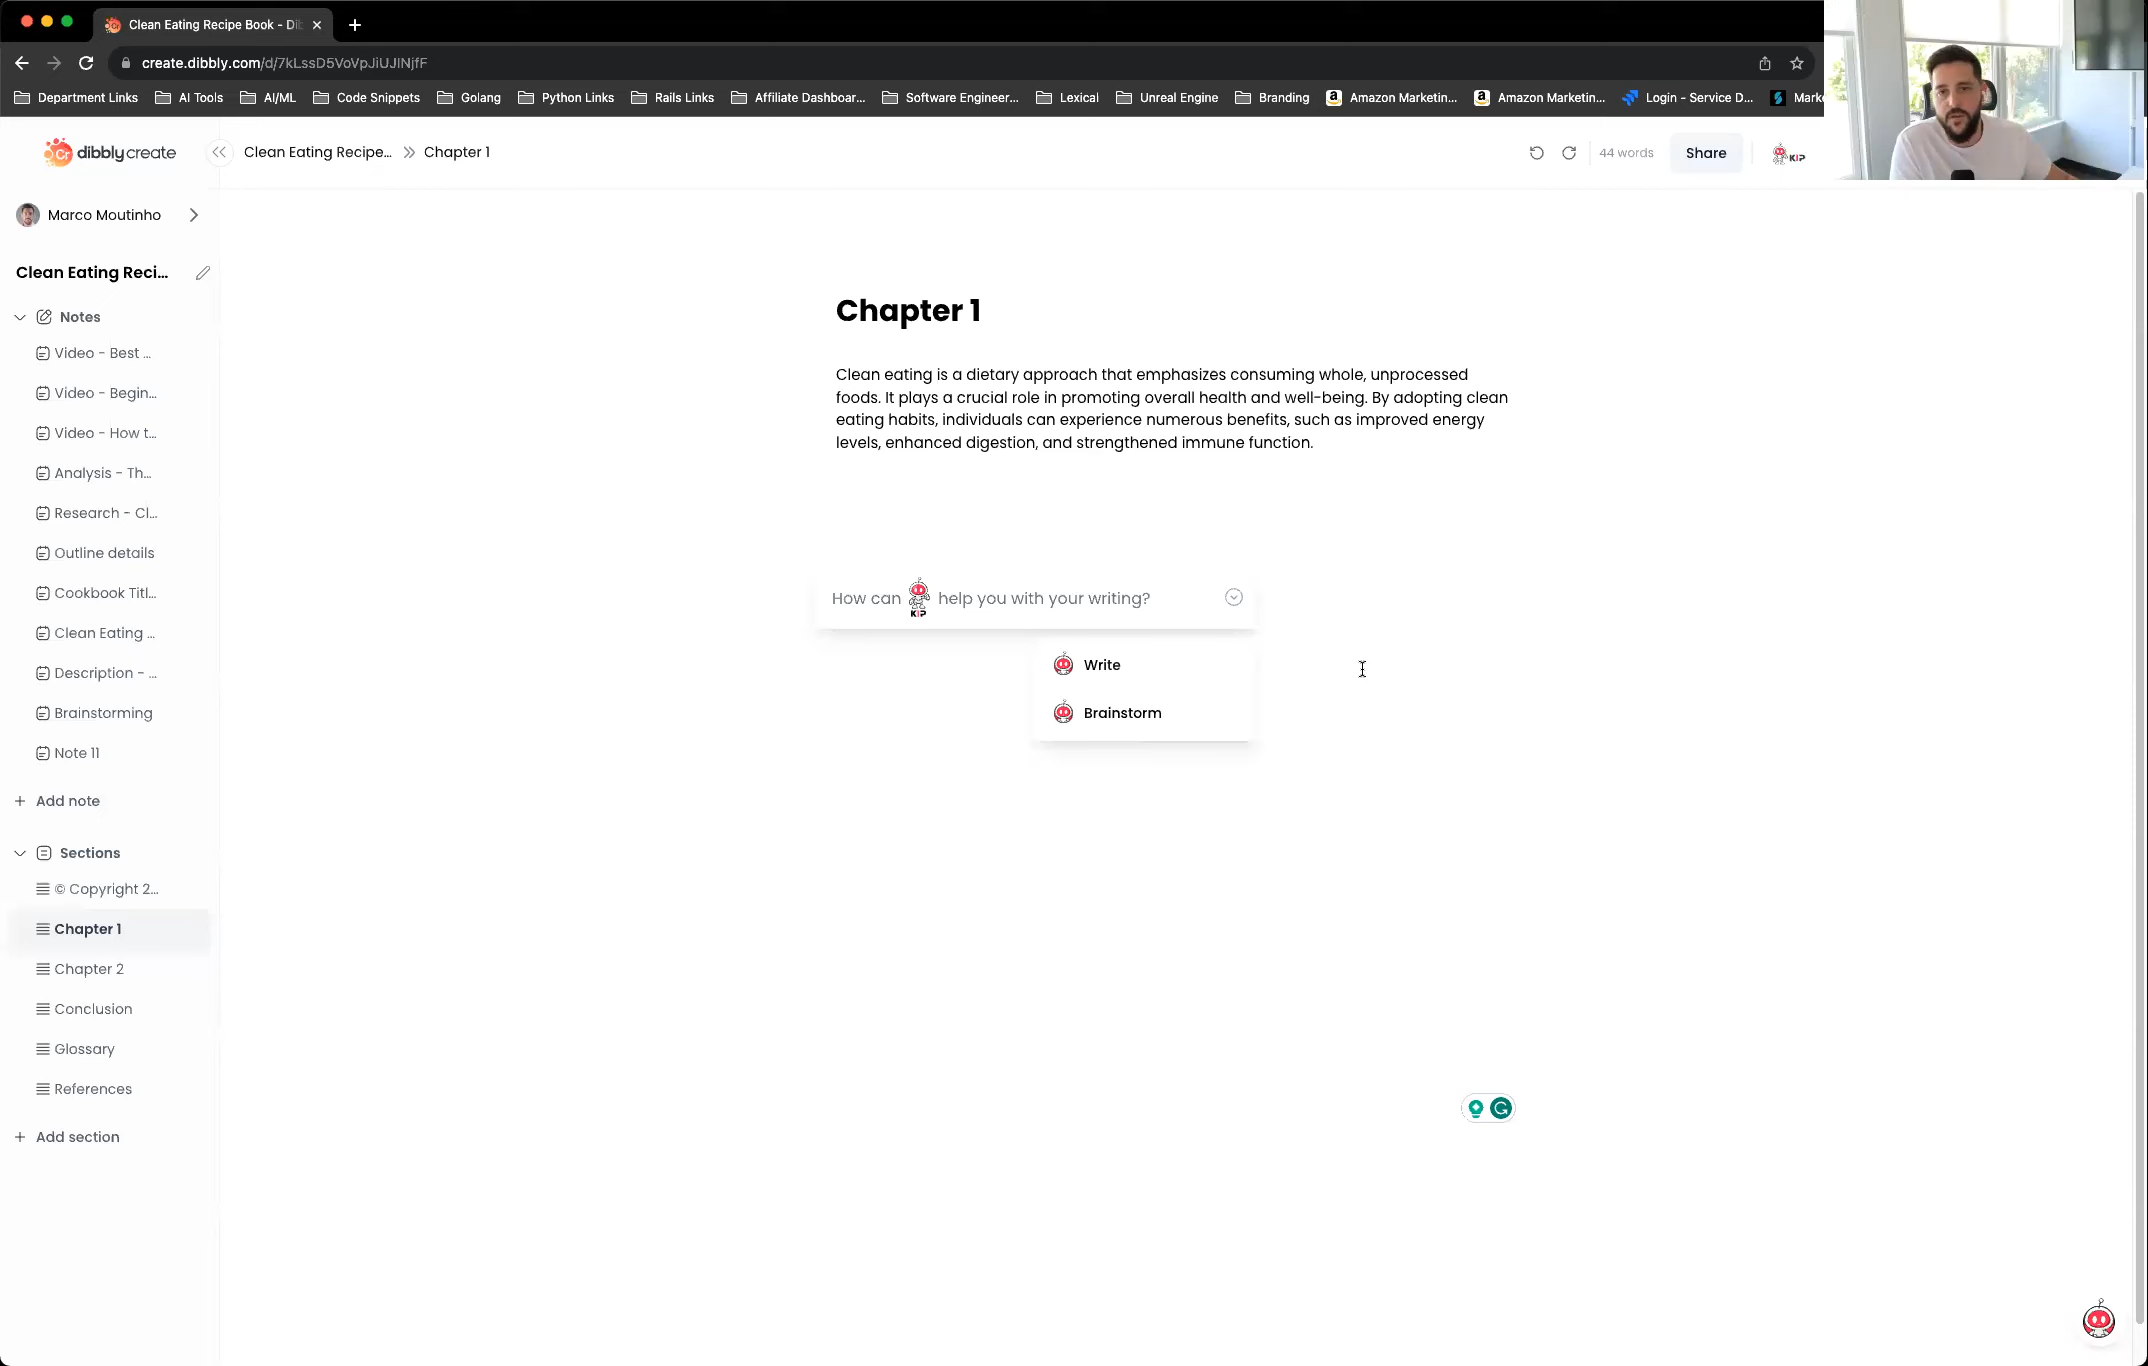 Clean Eating Recipe Book - Di
create.dibbly.com/d/7kLssD5VoVpJiUJlNjfF
Department Links
AI Tools
AI/ML
Code Snippets
Golang
Python Links
Rails Links
Affiliate Dashboar...
Software Engineer...
Lexical
Unreal Engine
Branding
Amazon Marketin...
Amazon Marketin...
Login - Service D...
Mark
Cr dibblycreate
Clean Eating Recipe...
Chapter 1
44 words
Share
KIP
Marco Moutinho
Clean Eating Reci...
Notes
Video - Best ...
Video - Begin...
Video - How t...
Analysis - Th...
Research - Cl...
Outline details
Cookbook Titl...
Clean Eating ...
Description - ...
Brainstorming
Note 11
Add note
Sections
© Copyright 2...
Chapter 1
Chapter 2
Conclusion
Glossary
References
Add section
Chapter 1
Clean eating is a dietary approach that emphasizes consuming whole, unprocessed
foods. It plays a crucial role in promoting overall health and well-being. By adopting clean
eating habits, individuals can experience numerous benefits, such as improved energy
levels, enhanced digestion, and strengthened immune function.
How can KIP help you with your writing?
Write
Brainstorm